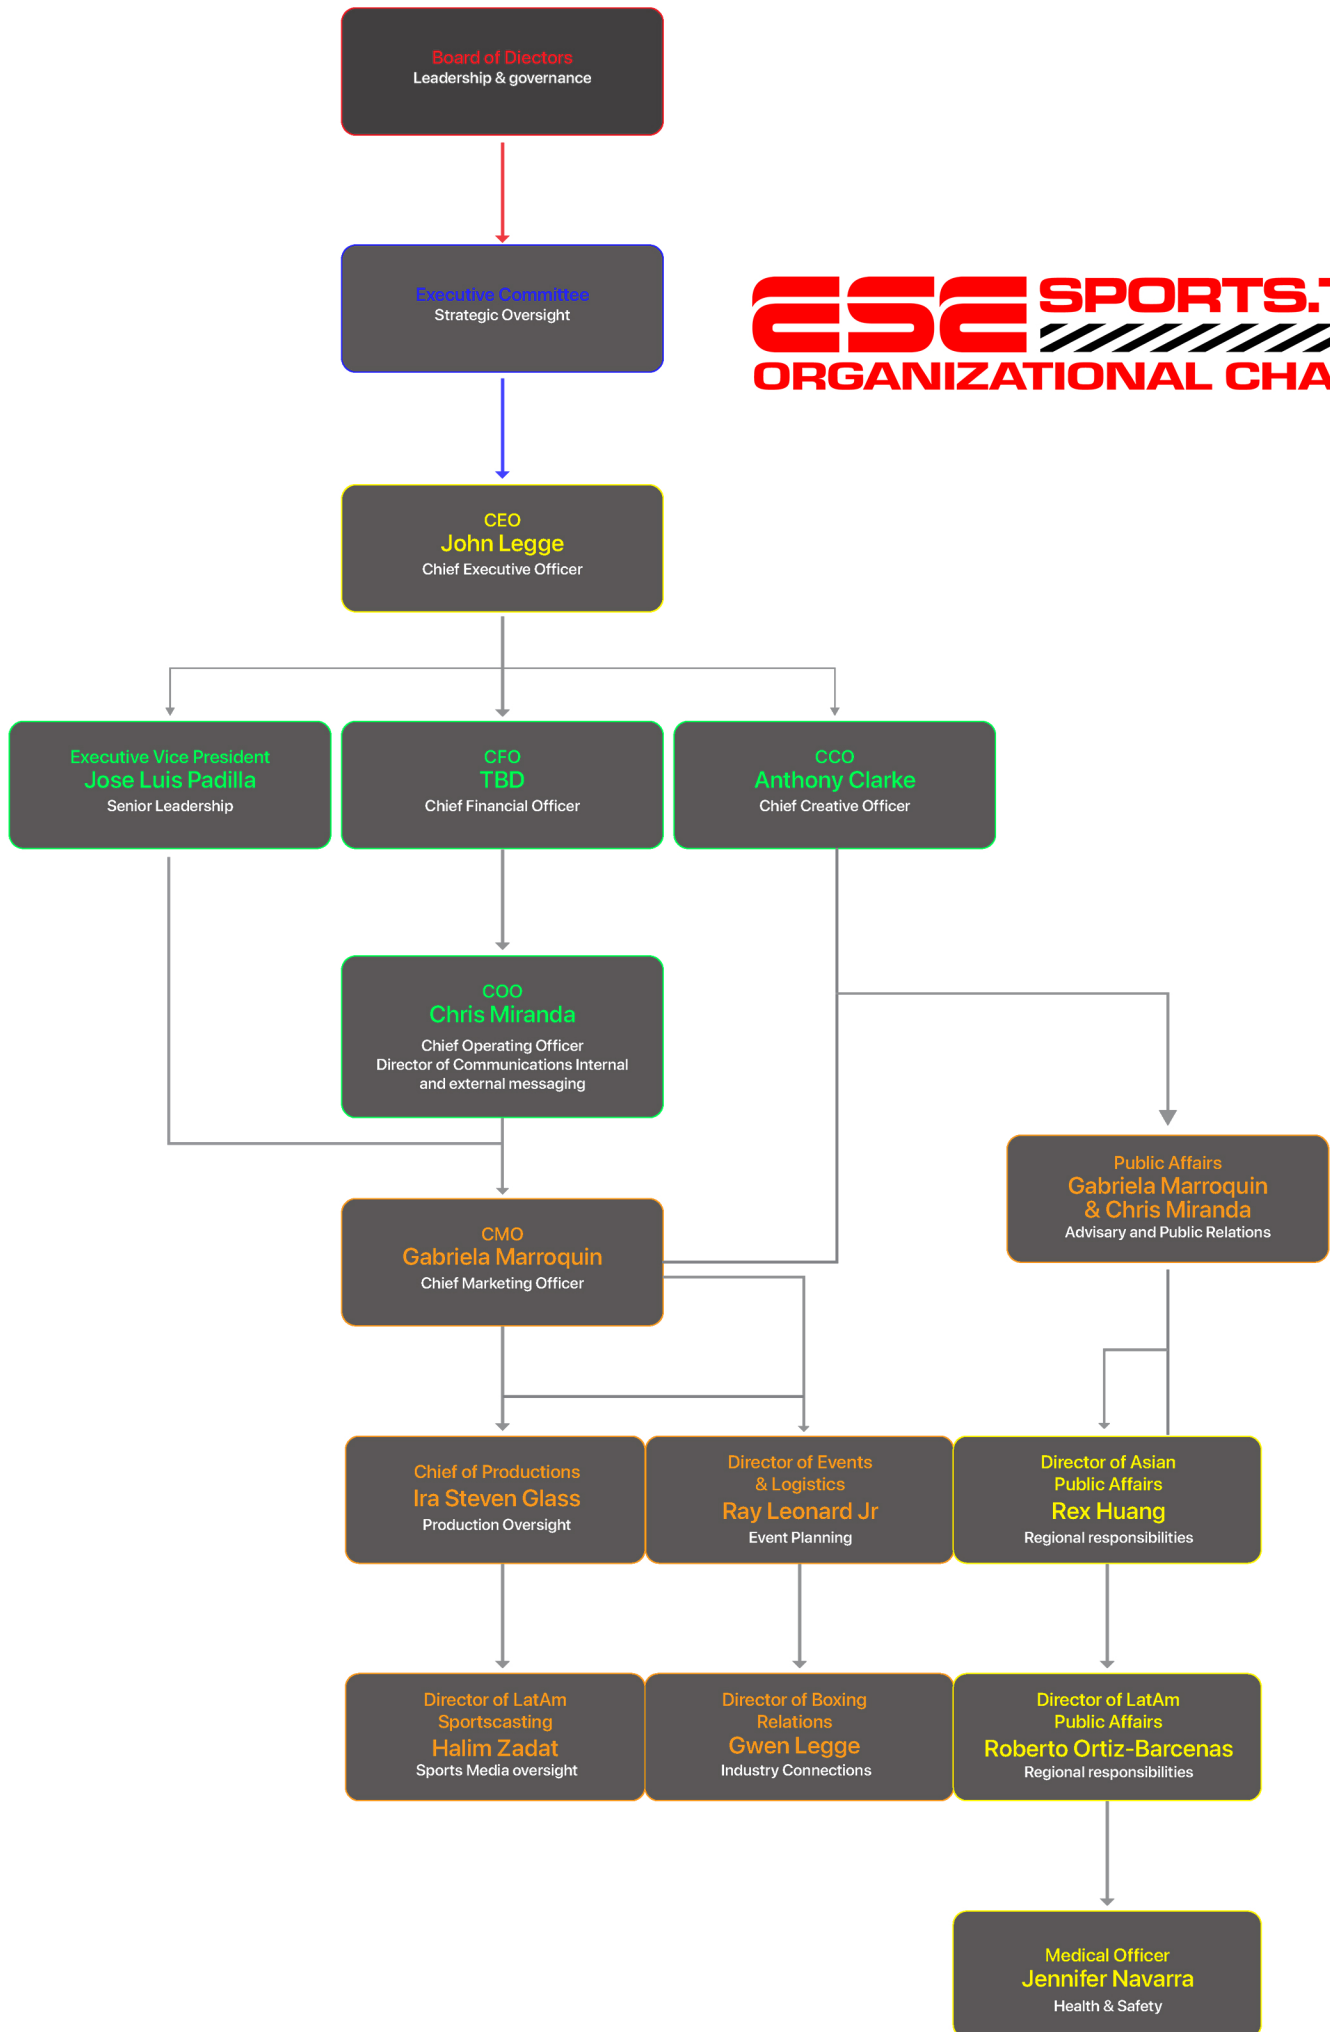 Board of Diectors
Leadership & governance
Executive Committee
Strategic Oversight
ESE SPORTS.T
ORGANIZATIONAL CHA
CEO
John Legge
Chief Executive Officer
Executive Vice President
Jose Luis Padilla
Senior Leadership
CFO
TBD
Chief Financial Officer
CCO
Anthony Clarke
Chief Creative Officer
COO
Chris Miranda
Chief Operating Officer
Director of Communications Internal
and external messaging
Public Affairs
Gabriela Marroquin
& Chris Miranda
Advisary and Public Relations
CMO
Gabriela Marroquin
Chief Marketing Officer
Chief of Productions
Ira Steven Glass
Production Oversight
Director of Events
& Logistics
Ray Leonard Jr
Event Planning
Director of Asian
Public Affairs
Rex Huang
Regional responsibilities
Director of LatAm
Sportscasting
Halim Zadat
Sports Media oversight
Director of Boxing
Relations
Gwen Legge
Industry Connections
Director of LatAm
Public Affairs
Roberto Ortiz-Barcenas
Regional responsibilities
Medical Officer
Jennifer Navarra
Health & Safety